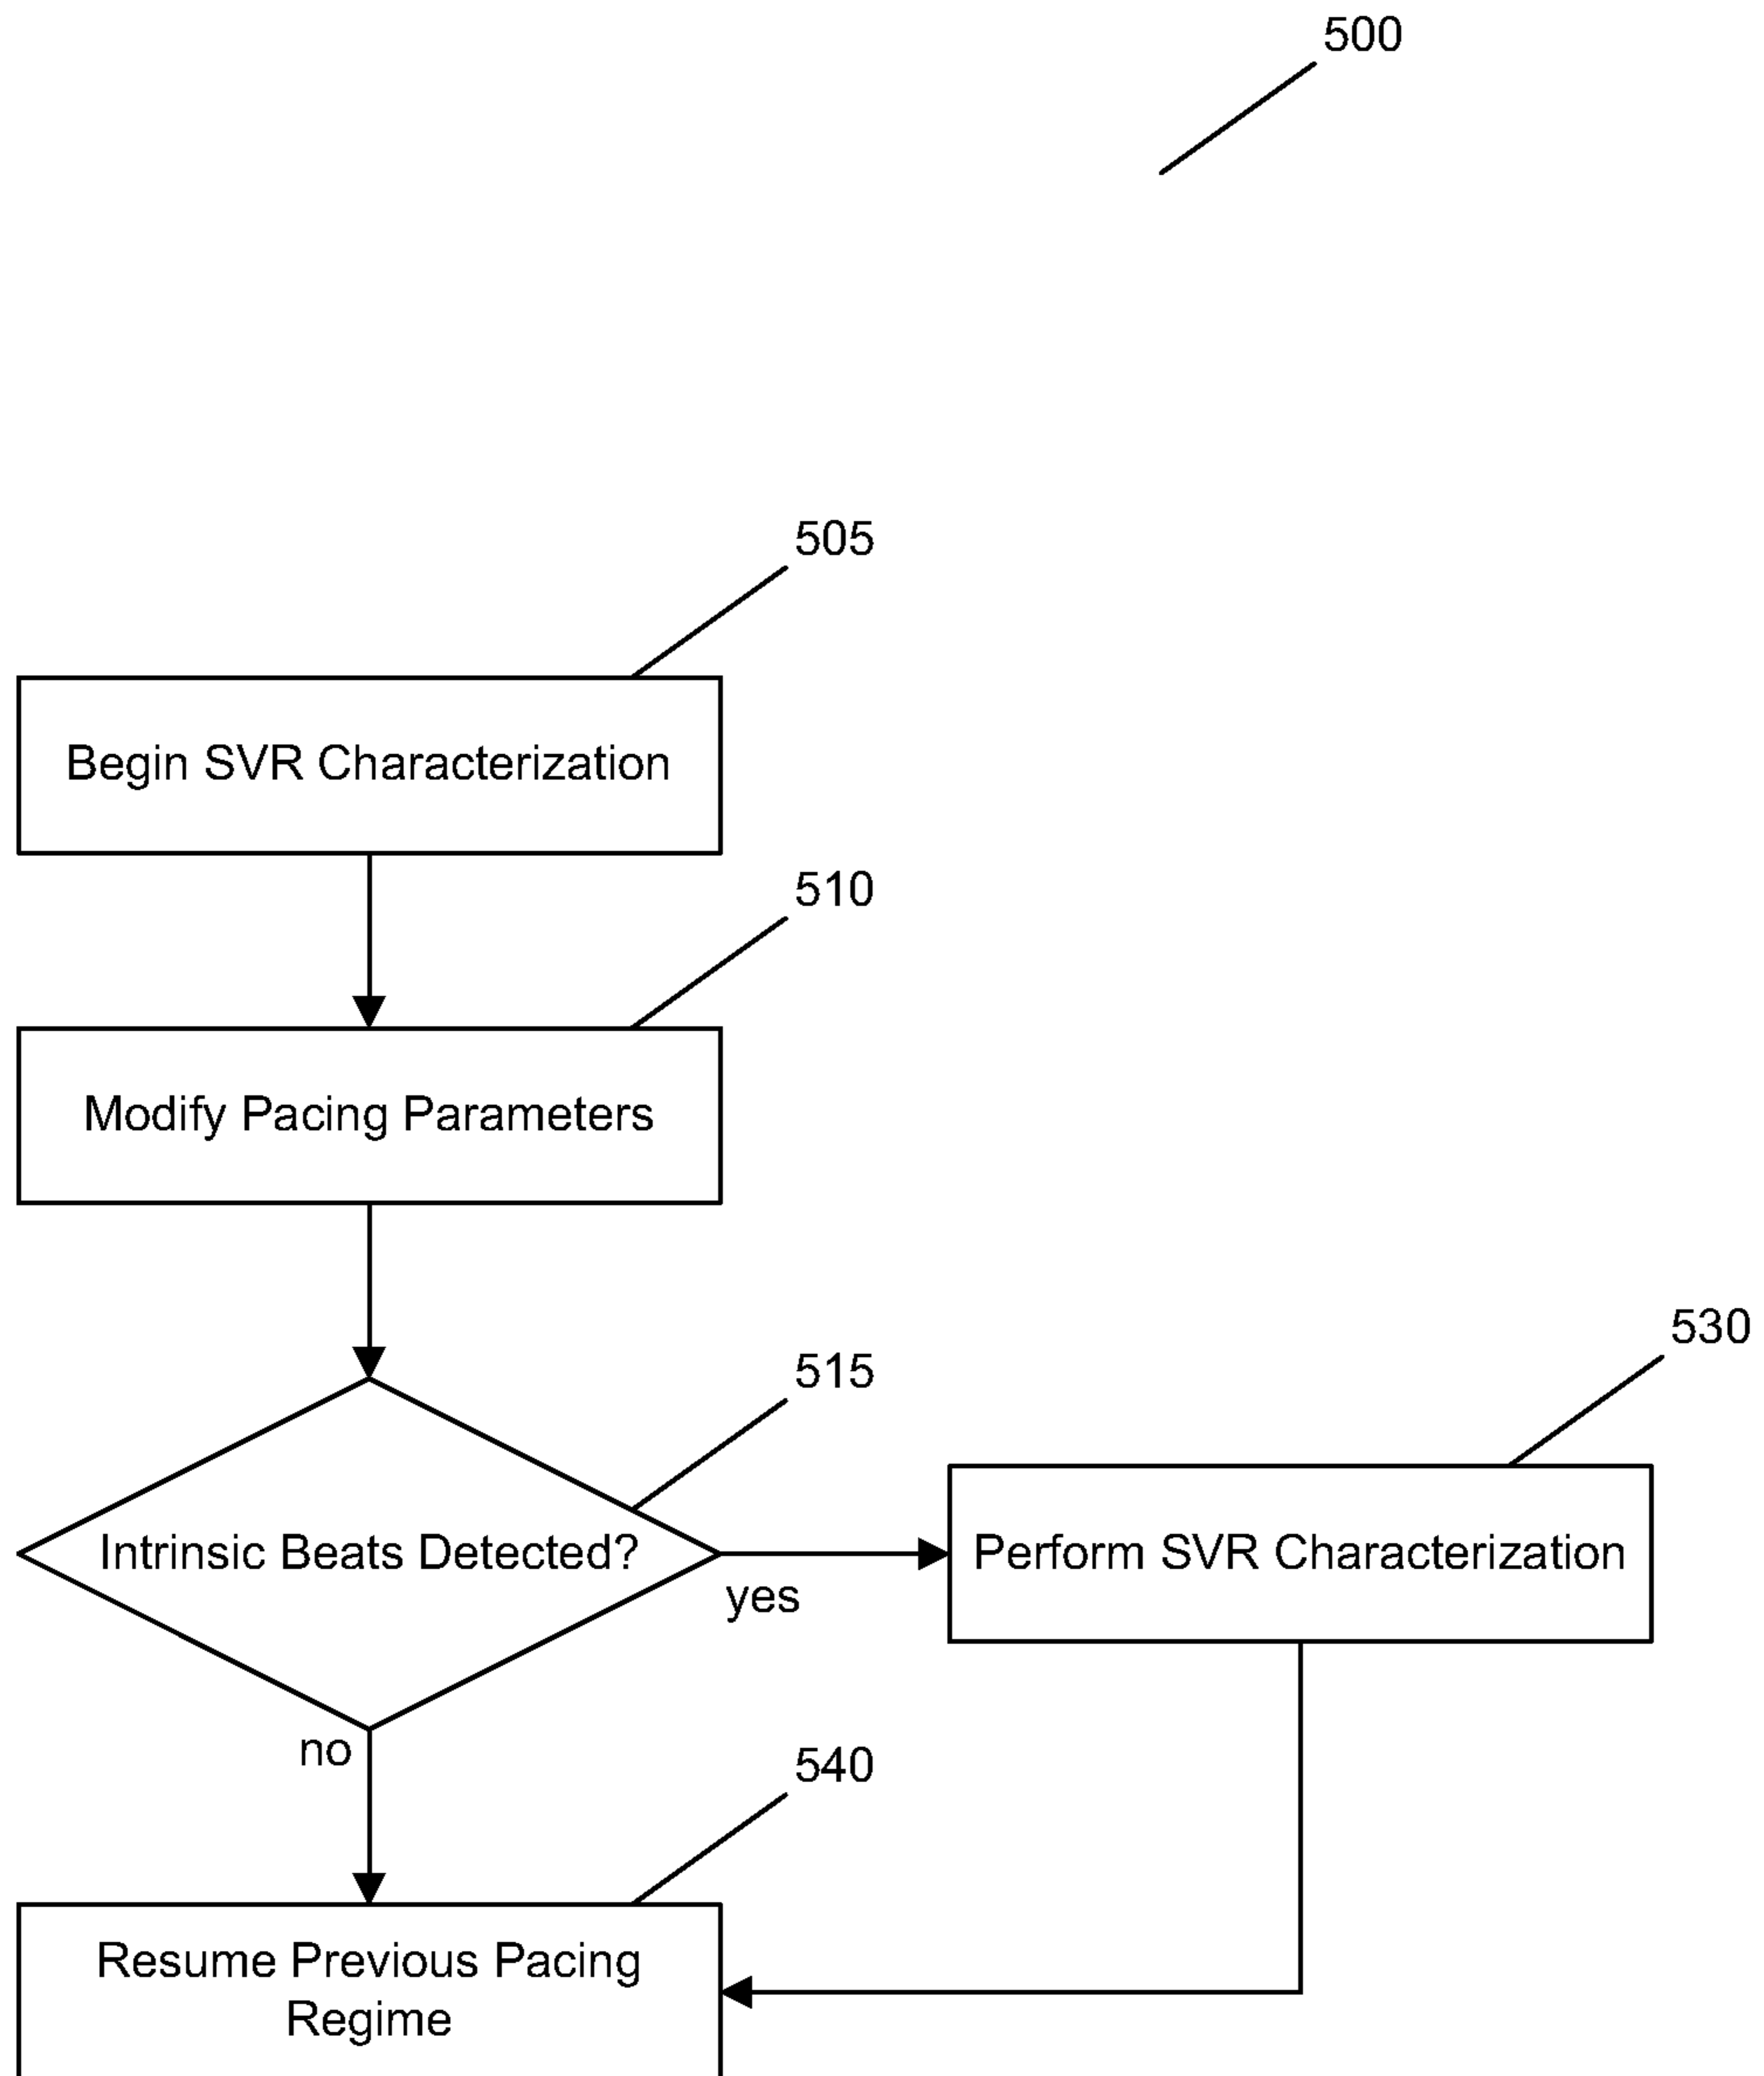 500
505
Begin SVR Characterization
510
Modify Pacing Parameters
515
530
Intrinsic Beats Detected?
Perform SVR Characterization
yes
no
540
Resume Previous Pacing
Regime